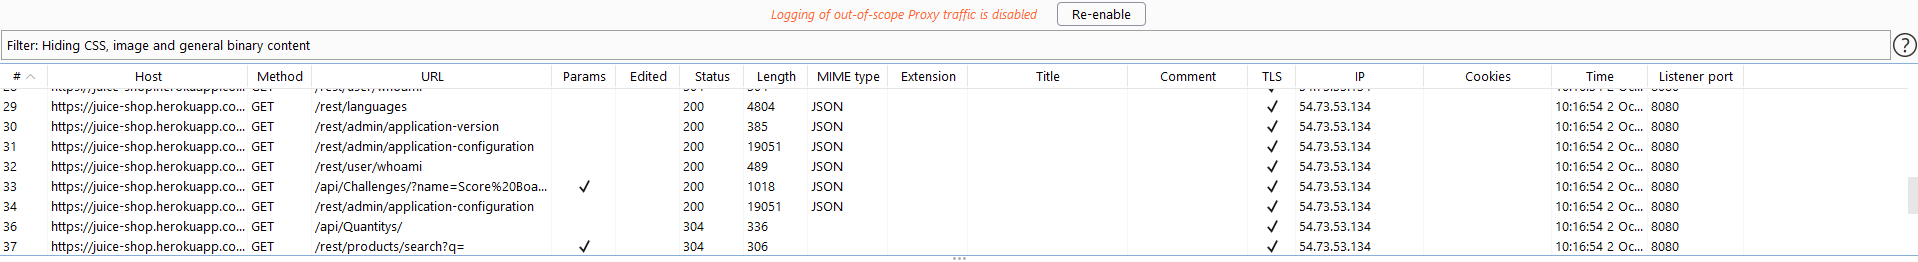 Logging of out-of-scope Proxy traffic is disabled Re-enable
Filter: Hiding CSS, image and general binary content ?
# Host Method URL Params Edited Status Length MIME type Extension Title Comment TLS IP Cookies Time Listener port
29 https://juice-shop.herokuapp.co... GET /rest/languages 200 4804 JSON ✓ 54.73.53.134 10:16:54 2 Oc... 8080
30 https://juice-shop.herokuapp.co... GET /rest/admin/application-version 200 385 JSON ✓ 54.73.53.134 10:16:54 2 Oc... 8080
31 https://juice-shop.herokuapp.co... GET /rest/admin/application-configuration 200 19051 JSON ✓ 54.73.53.134 10:16:54 2 Oc... 8080
32 https://juice-shop.herokuapp.co... GET /rest/user/whoami 200 489 JSON ✓ 54.73.53.134 10:16:54 2 Oc... 8080
33 https://juice-shop.herokuapp.co... GET /api/Challenges/?name=Score%20Boa... ✓ 200 1018 JSON ✓ 54.73.53.134 10:16:54 2 Oc... 8080
34 https://juice-shop.herokuapp.co... GET /rest/admin/application-configuration 200 19051 JSON ✓ 54.73.53.134 10:16:54 2 Oc... 8080
36 https://juice-shop.herokuapp.co... GET /api/Quantitys/ 304 336 ✓ 54.73.53.134 10:16:54 2 Oc... 8080
37 https://juice-shop.herokuapp.co... GET /rest/products/search?q= ✓ 304 306 ✓ 54.73.53.134 10:16:54 2 Oc... 8080